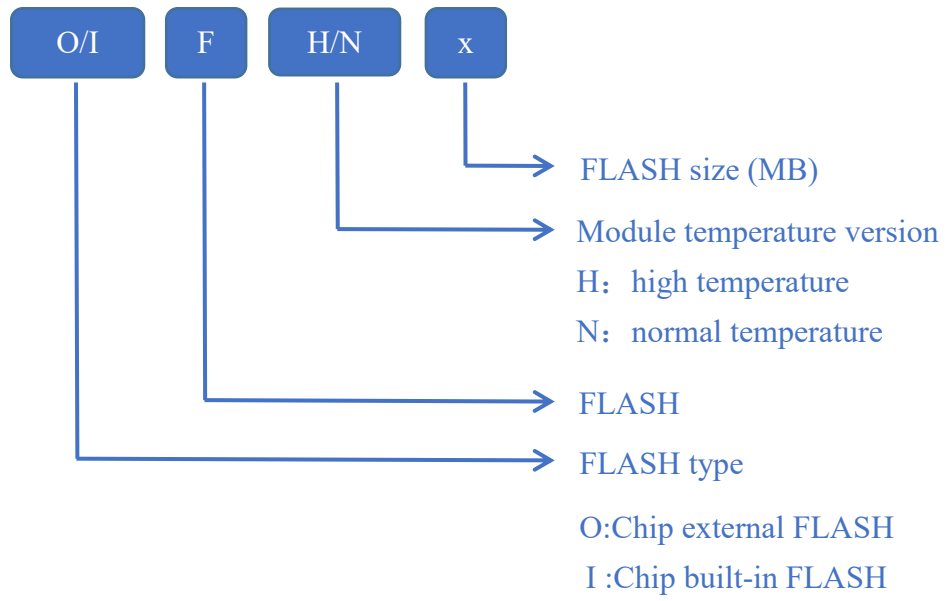 O/I F H/N x
FLASH size (MB)
Module temperature version
H： high temperature
N： normal temperature
FLASH
FLASH type
O:Chip external FLASH
I :Chip built-in FLASH